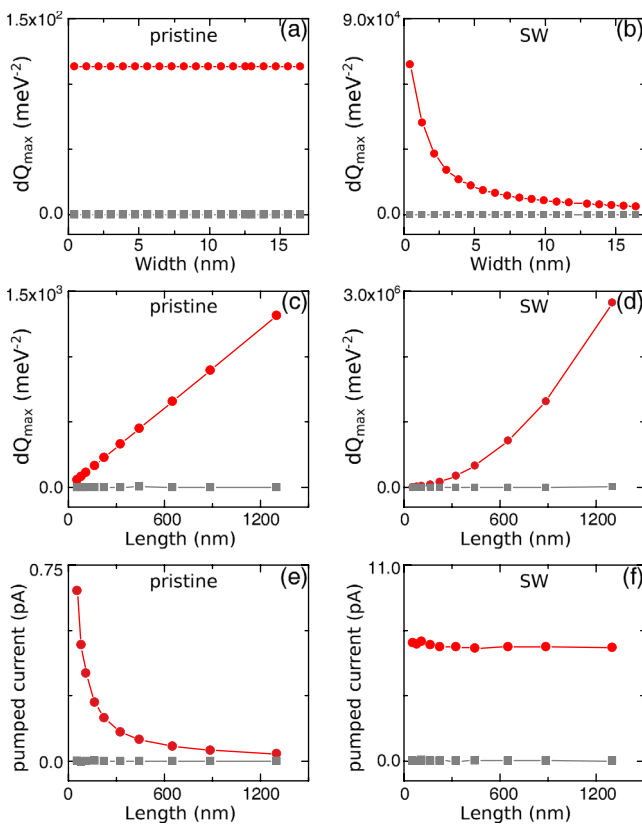 1.5x10²
pristine
(a)
dQmax (meV⁻²)
0.0
0 5 10 15
Width (nm)
9.0x10⁴
SW
(b)
dQmax (meV⁻²)
0.0
0 5 10 15
Width (nm)
1.5x10³
pristine
(c)
dQmax (meV⁻²)
0.0
0 600 1200
Length (nm)
3.0x10⁶
SW
(d)
dQmax (meV⁻²)
0.0
0 600 1200
Length (nm)
0.75
pristine
(e)
pumped current (pA)
0.0
0 600 1200
Length (nm)
11.0
SW
(f)
pumped current (pA)
0.0
0 600 1200
Length (nm)